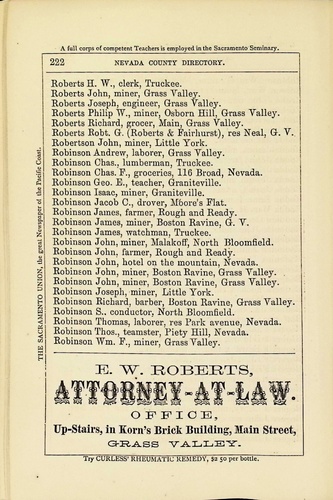 A full corps of competent Teachers is employed in the Sacramento Seminary.
222 NEVADA COUNTY DIRECTORY.
Roberts H. W., clerk, Truckee.
Roberts John, miner, Grass Valley.
Roberts Joseph, engineer, Grass Valley.
Roberts Philip W., miner, Osborn Hill, Grass Valley.
Roberts Richard, grocer, Main, Grass Valley.
Roberts Robt. G. (Roberts & Fairhurst), res Neal, G. V.
Robertson John, miner, Little York.
Robinson Andrew, laborer, Grass Valley.
Robinson Chas., lumberman, Truckee.
Robinson Chas. F., groceries, 116 Broad, Nevada.
Robinson Geo. E., teacher, Graniteville.
Robinson Isaac, miner, Graniteville.
Robinson Jacob C., drover, Moore's Flat.
Robinson James, farmer, Rough and Ready.
Robinson James, miner, Boston Ravine, G. V.
Robinson James, watchman, Truckee.
Robinson John, miner, Malakoff, North Bloomfield.
Robinson John, farmer, Rough and Ready.
Robinson John, hotel on the mountain, Nevada.
Robinson John, miner, Boston Ravine, Grass Valley.
Robinson John, miner, Boston Ravine, Grass Valley.
Robinson Joseph, miner, Little York.
Robinson Richard, barber, Boston Ravine, Grass Valley.
Robinson S., conductor, North Bloomfield.
Robinson Thomas, laborer, res Park avenue, Nevada.
Robinson Thos., teamster, Piety Hill, Nevada.
Robinson Wm. F., miner, Grass Valley.
THE SACRAMENTO UNION, the great Newspaper of the Pacific Coast.
E. W. ROBERTS,
ATTORNEY-AT-LAW.
OFFICE,
Up-Stairs, in Korn's Brick Building, Main Street,
GRASS VALLEY.
Try CURLESS' RHEUMATIC REMEDY, $2 50 per bottle.